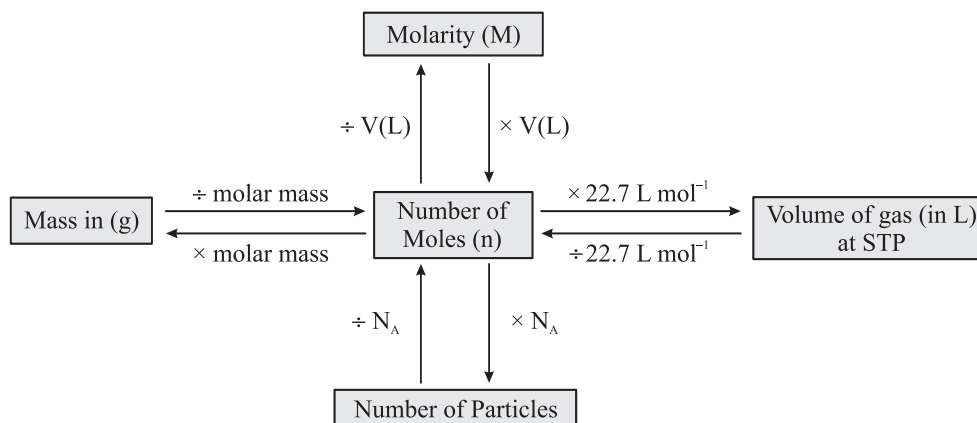 Molarity (M)
÷ V(L)
× V(L)
÷ molar mass
× 22.7 L mol⁻¹
Mass in (g)
Number of
Moles (n)
Volume of gas (in L)
at STP
× molar mass
÷ 22.7 L mol⁻¹
÷ N_A
× N_A
Number of Particles